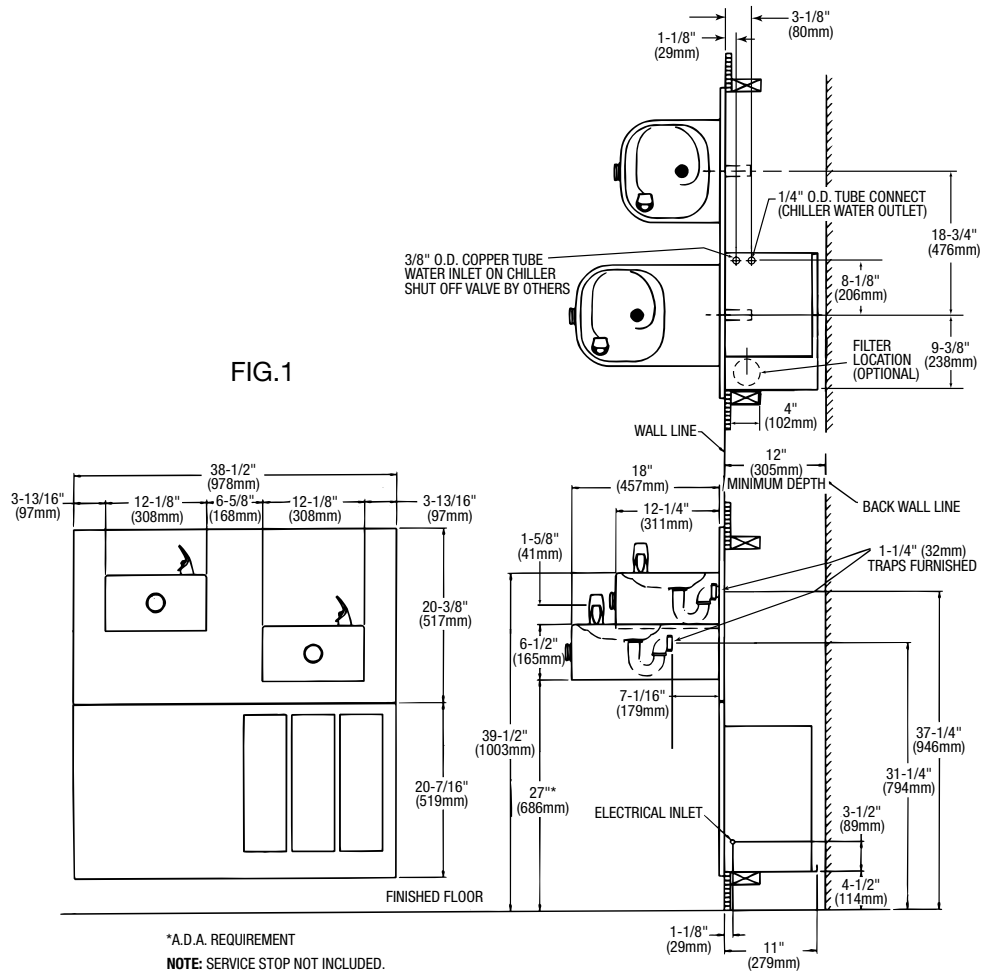 3-1/8"
(80mm)
1-1/8"
(29mm)
1/4" O.D. TUBE CONNECT
(CHILLER WATER OUTLET)
18-3/4"
(476mm)
3/8" O.D. COPPER TUBE
WATER INLET ON CHILLER
SHUT OFF VALVE BY OTHERS
8-1/8"
(206mm)
FIG.1
FILTER
LOCATION
(OPTIONAL)
9-3/8"
(238mm)
4"
(102mm)
WALL LINE
38-1/2"
(978mm)
18"
(457mm)
12"
(305mm)
MINIMUM DEPTH
BACK WALL LINE
3-13/16"
(97mm)
12-1/8"
(308mm)
6-5/8"
(168mm)
12-1/8"
(308mm)
3-13/16"
(97mm)
12-1/4"
(311mm)
1-5/8"
(41mm)
1-1/4" (32mm)
TRAPS FURNISHED
20-3/8"
(517mm)
6-1/2"
(165mm)
7-1/16"
(179mm)
39-1/2"
(1003mm)
37-1/4"
(946mm)
31-1/4"
(794mm)
20-7/16"
(519mm)
27"*
(686mm)
ELECTRICAL INLET
3-1/2"
(89mm)
4-1/2"
(114mm)
FINISHED FLOOR
1-1/8"
(29mm)
11"
(279mm)
*A.D.A. REQUIREMENT
NOTE: SERVICE STOP NOT INCLUDED.